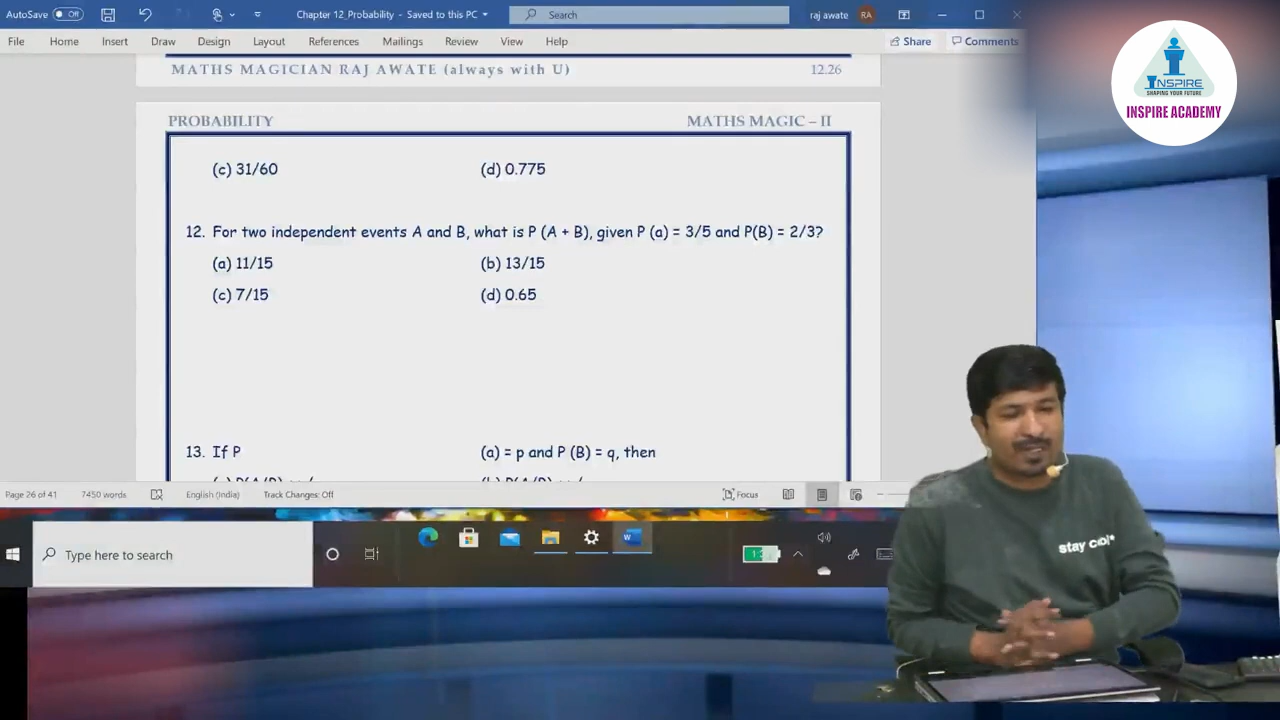 AutoSave Off Chapter 12_Probability - Saved to this PC Search raj awate RA
File Home Insert Draw Design Layout References Mailings Review View Help Share Comments
MATHS MAGICIAN RAJ AWATE (always with U) 12.26
INSPIRE
SHAPING YOUR FUTURE
INSPIRE ACADEMY
PROBABILITY MATHS MAGIC – II
(c) 31/60 (d) 0.775
12. For two independent events A and B, what is P (A + B), given P (a) = 3/5 and P(B) = 2/3?
(a) 11/15 (b) 13/15
(c) 7/15 (d) 0.65
13. If P (a) = p and P (B) = q, then
Page 26 of 41 7450 words English (India) Track Changes: Off Focus
Type here to search
stay cool*